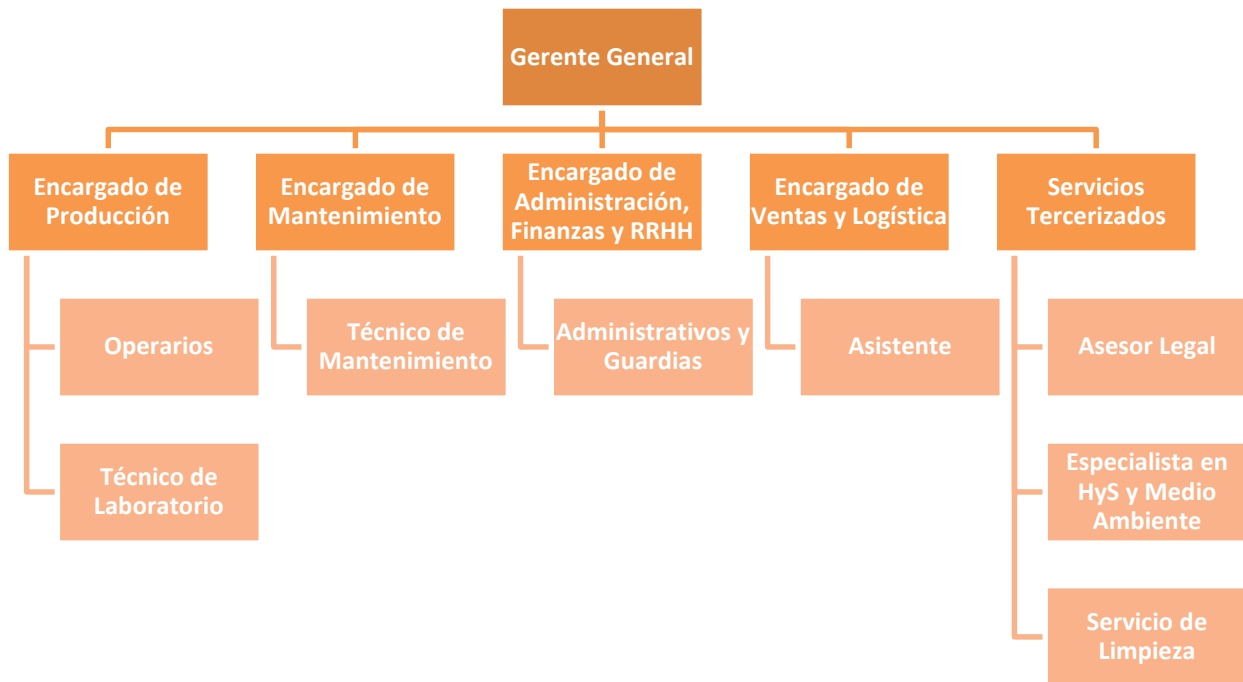 Gerente General
Encargado de
Producción
Encargado de
Mantenimiento
Encargado de
Administración,
Finanzas y RRHH
Encargado de
Ventas y Logística
Servicios
Tercerizados
Operarios
Técnico de
Mantenimiento
Administrativos y
Guardias
Asistente
Asesor Legal
Técnico de
Laboratorio
Especialista en
HyS y Medio
Ambiente
Servicio de
Limpieza